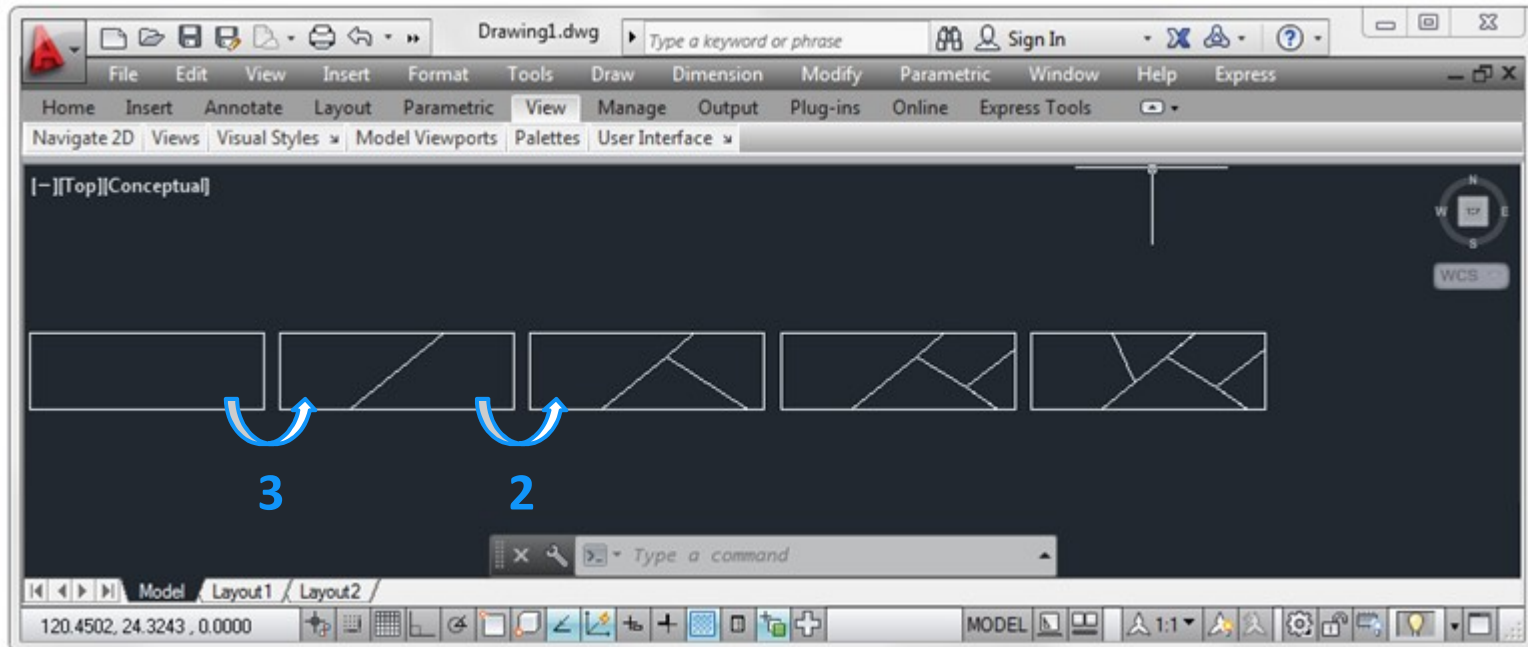 Drawing1.dwg Type a keyword or phrase Sign In
File Edit View Insert Format Tools Draw Dimension Modify Parametric Window Help Express
Home Insert Annotate Layout Parametric View Manage Output Plug-ins Online Express Tools
Navigate 2D Views Visual Styles Model Viewports Palettes User Interface
[−][Top][Conceptual]
N
W TOP E
S
WCS
3 2
Type a command
Model Layout1 Layout2
120.4502, 24.3243 , 0.0000 MODEL 1:1